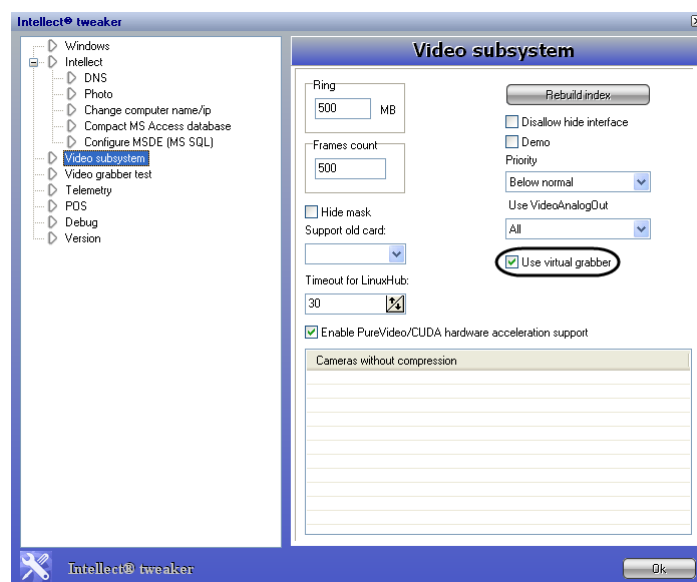 Intellect® tweaker
Windows
Intellect
DNS
Photo
Change computer name/ip
Compact MS Access database
Configure MSDE (MS SQL)
Video subsystem
Video grabber test
Telemetry
POS
Debug
Version
Video subsystem
Ring
500 MB
Frames count
500
Hide mask
Support old card:
Timeout for LinuxHub:
30
Rebuild index
Disallow hide interface
Demo
Priority
Below normal
Use VideoAnalogOut
All
Use virtual grabber
Enable PureVideo/CUDA hardware acceleration support
Cameras without compression
Intellect® tweaker
Ok